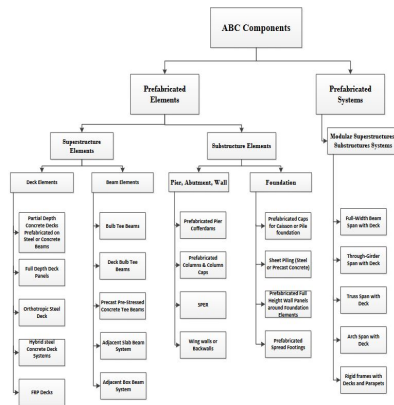 ABC Components
Prefabricated
Elements
Prefabricated
Systems
Superstructure
Elements
Substructure Elements
Modular Superstructures
Substructures Systems
Deck Elements
Beam Elements
Pier, Abutment, Wall
Foundation
Partial Depth
Concrete Decks
Prefabricated on
Steel or Concrete
Beams
Full Depth Deck
Panels
Orthotropic Steel
Deck
Hybrid steel
Concrete Deck
Systems
FRP Decks
Bulb Tee Beams
Deck Bulb Tee
Beams
Precast Pre-Stressed
Concrete Tee Beams
Adjacent Slab Beam
System
Adjacent Box Beam
System
Prefabricated Pier
Cofferdams
Prefabricated
Columns & Column
Caps
SPER
Wing walls or
Backwalls
Prefabricated Caps
for Caisson or Pile
foundation
Sheet Piling (Steel
or Precast Concrete)
Prefabricated Full
Height Wall Panels
around Foundation
Elements
Prefabricated
Spread Footings
Full-Width Beam
Span with Deck
Through-Girder
Span with Deck
Truss Span with
Deck
Arch Span with
Deck
Rigid frames with
Decks and Parapets